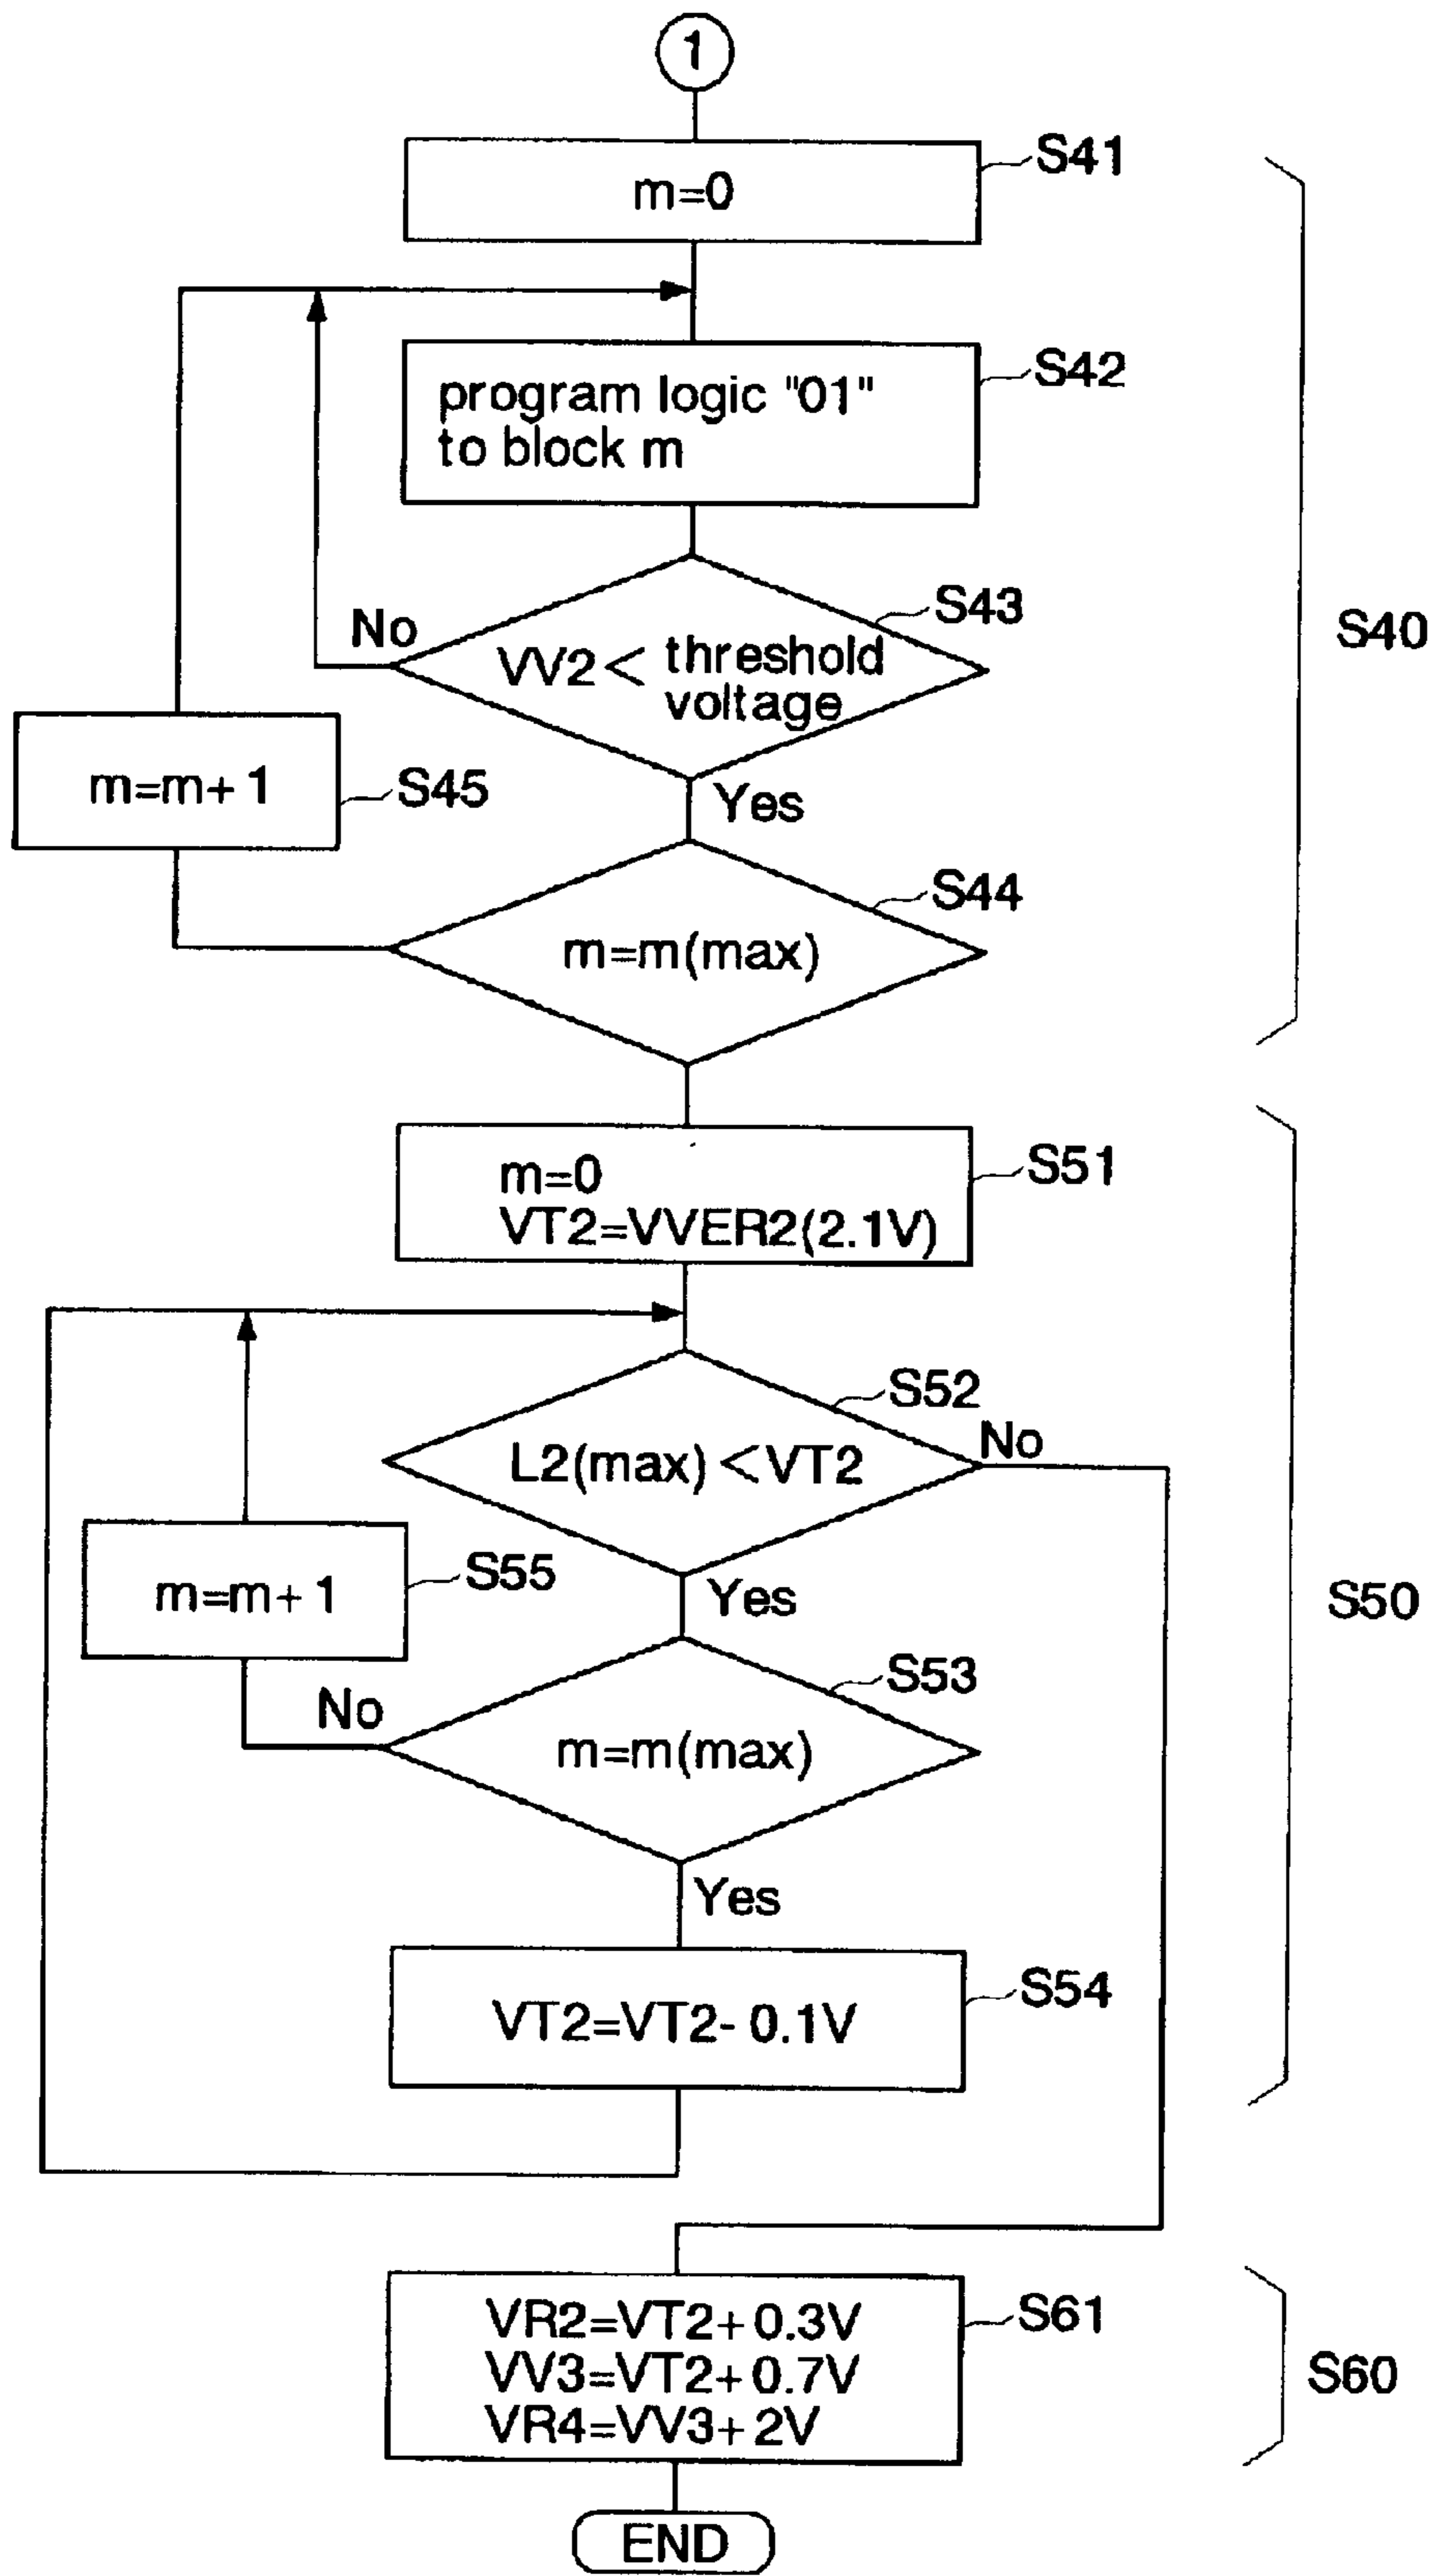 1
m=0
S41
program logic "01"
to block m
S42
VV2 < threshold
voltage
S43
No
Yes
S40
m=m+1
S45
m=m(max)
S44
m=0
VT2=VVER2(2.1V)
S51
L2(max) < VT2
S52
No
Yes
m=m+1
S55
S50
m=m(max)
S53
No
Yes
VT2=VT2- 0.1V
S54
VR2=VT2+ 0.3V
VV3=VT2+ 0.7V
VR4=VV3+ 2V
S61
S60
END